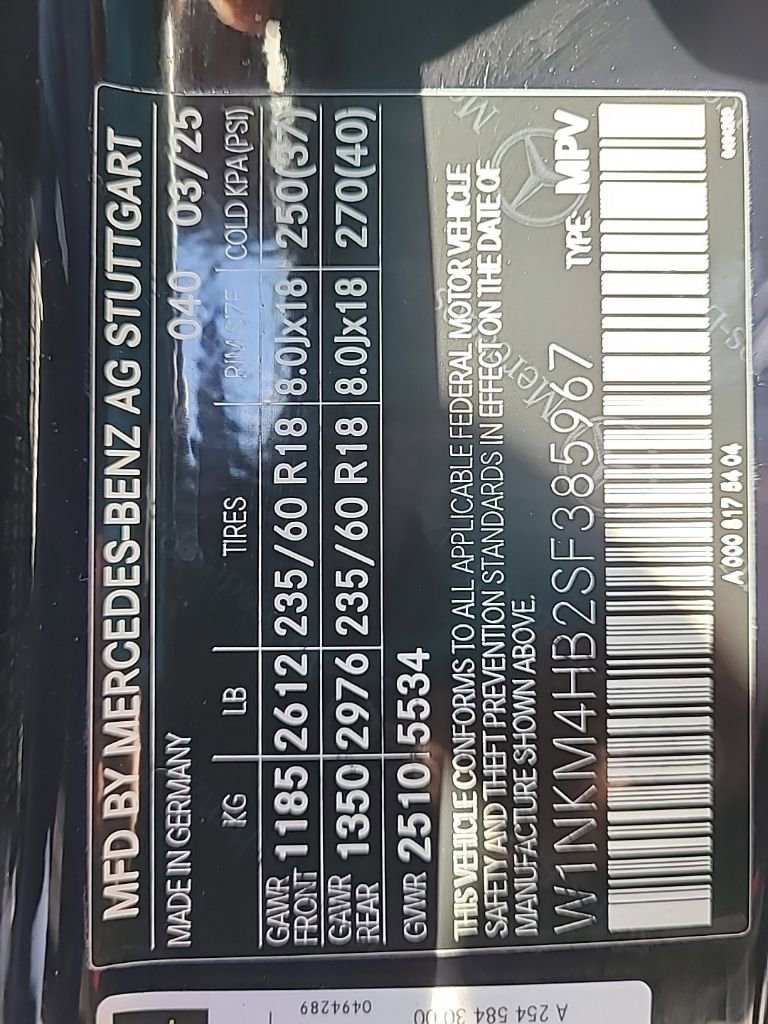 MFD BY MERCEDES-BENZ AG STUTTGART
MADE IN GERMANY 040 03/25
KG LB TIRES RIM SIZE COLD KPA(PSI)
GAWR FRONT 1185 2612 235/60 R18 8.0Jx18 250(37)
GAWR REAR 1350 2976 235/60 R18 8.0Jx18 270(40)
GVWR 2510 5534
THIS VEHICLE CONFORMS TO ALL APPLICABLE FEDERAL MOTOR VEHICLE
SAFETY AND THEFT PREVENTION STANDARDS IN EFFECT ON THE DATE OF
MANUFACTURE SHOWN ABOVE.
W1NKM4HB2SF385967 TYPE: MPV
A 000 817 84 04
0494289
A 254 584 30 00